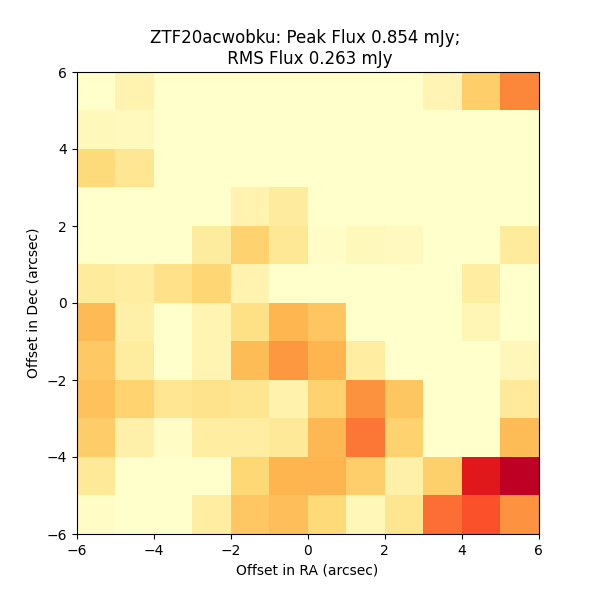 ZTF20acwobku: Peak Flux 0.854 mJy;
RMS Flux 0.263 mJy
6
4
2
0
−2
−4
−6
Offset in Dec (arcsec)
−6 −4 −2 0 2 4 6
Offset in RA (arcsec)